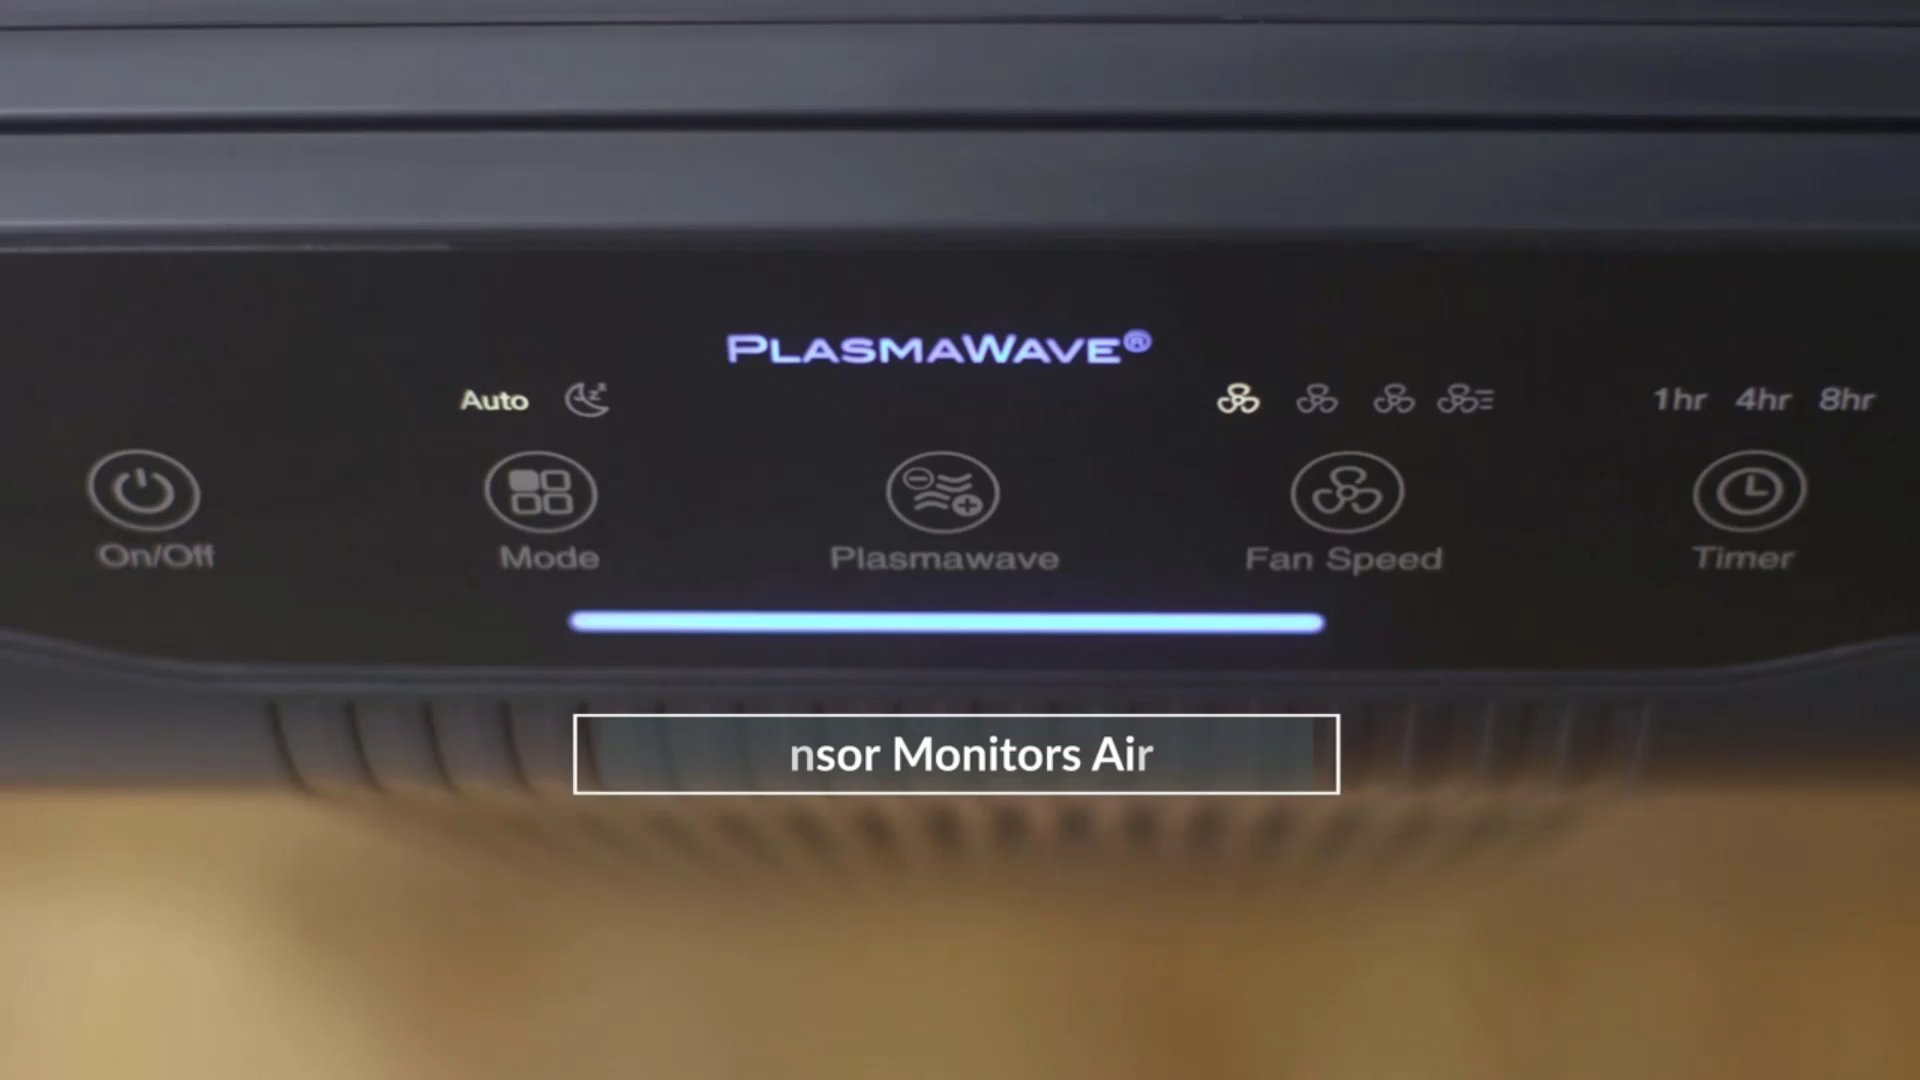 PLASMAWAVE®
Auto
1hr 4hr 8hr
On/Off Mode Plasmawave Fan Speed Timer
nsor Monitors Air